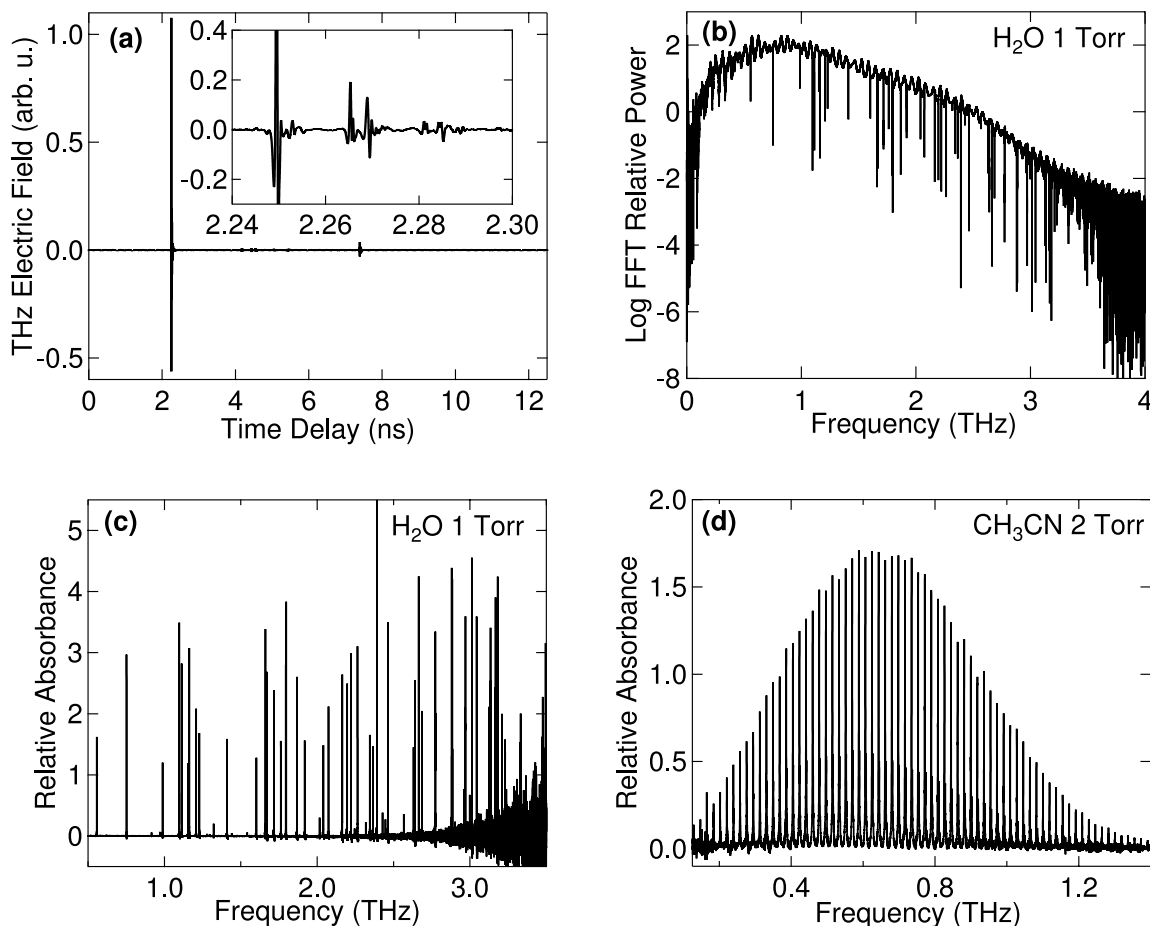 (a)
THz Electric Field (arb. u.)
1.0
0.5
0.0
-0.5
0 2 4 6 8 10 12
Time Delay (ns)
0.4
0.2
0.0
-0.2
2.24 2.26 2.28 2.30
(b) H₂O 1 Torr
Log FFT Relative Power
2
0
-2
-4
-6
-8
0 1 2 3 4
Frequency (THz)
(c) H₂O 1 Torr
Relative Absorbance
5
4
3
2
1
0
1.0 2.0 3.0
Frequency (THz)
(d) CH₃CN 2 Torr
Relative Absorbance
2.0
1.5
1.0
0.5
0.0
0.4 0.8 1.2
Frequency (THz)